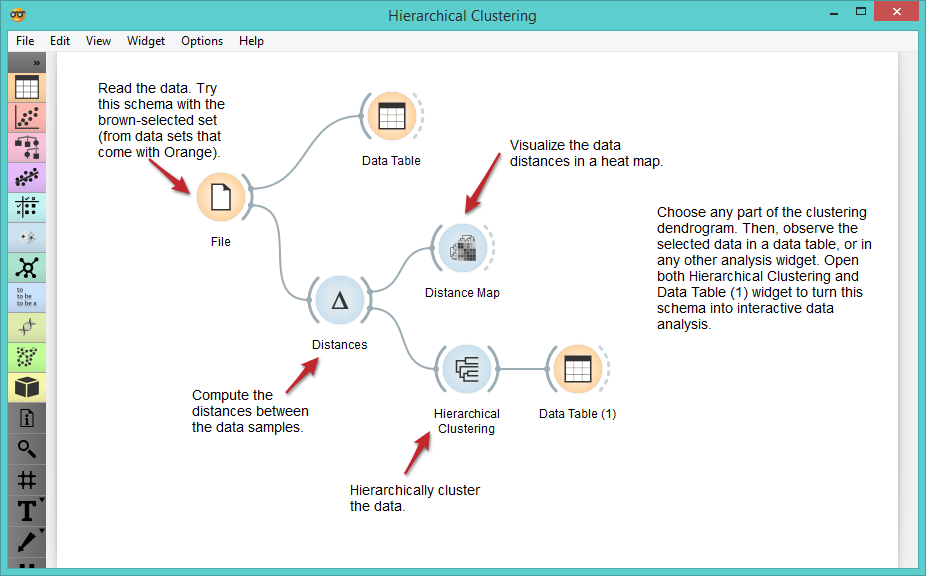 Hierarchical Clustering
File Edit View Widget Options Help
»
Read the data. Try
this schema with the
brown-selected set
(from data sets that
come with Orange).
Data Table
Visualize the data
distances in a heat map.
File
Choose any part of the clustering
dendrogram. Then, observe the
selected data in a data table, or in
any other analysis widget. Open
both Hierarchical Clustering and
Data Table (1) widget to turn this
schema into interactive data
analysis.
Distance Map
to
to be
to be a
Δ
Distances
Compute the
distances between
the data samples.
Hierarchical
Clustering
Data Table (1)
Hierarchically cluster
the data.
T